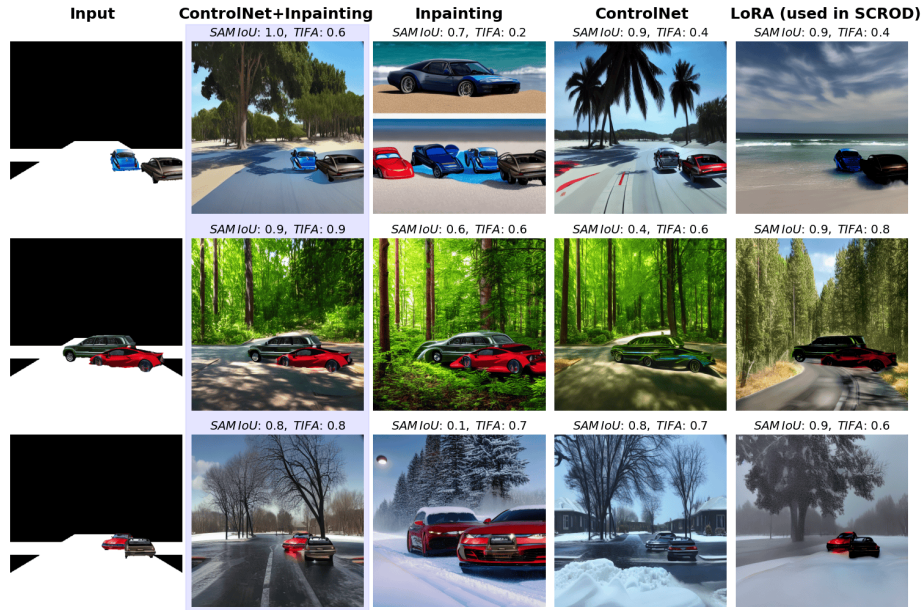 Input
ControlNet+Inpainting
Inpainting
ControlNet
LoRA (used in SCROD)
SAM IoU: 1.0, TIFA: 0.6
SAM IoU: 0.7, TIFA: 0.2
SAM IoU: 0.9, TIFA: 0.4
SAM IoU: 0.9, TIFA: 0.4
SAM IoU: 0.9, TIFA: 0.9
SAM IoU: 0.6, TIFA: 0.6
SAM IoU: 0.4, TIFA: 0.6
SAM IoU: 0.9, TIFA: 0.8
SAM IoU: 0.8, TIFA: 0.8
SAM IoU: 0.1, TIFA: 0.7
SAM IoU: 0.8, TIFA: 0.7
SAM IoU: 0.9, TIFA: 0.6